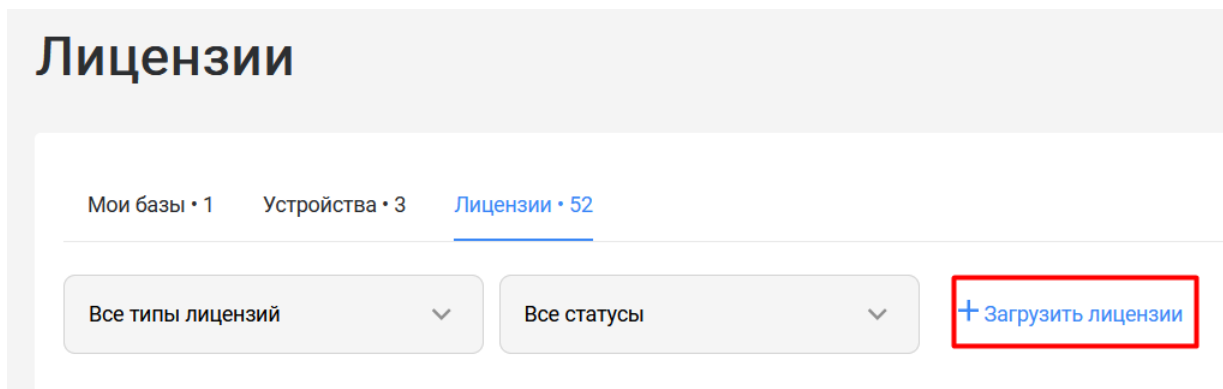 Лицензии
Мои базы • 1 Устройства • 3 Лицензии • 52
Все типы лицензий Все статусы + Загрузить лицензии